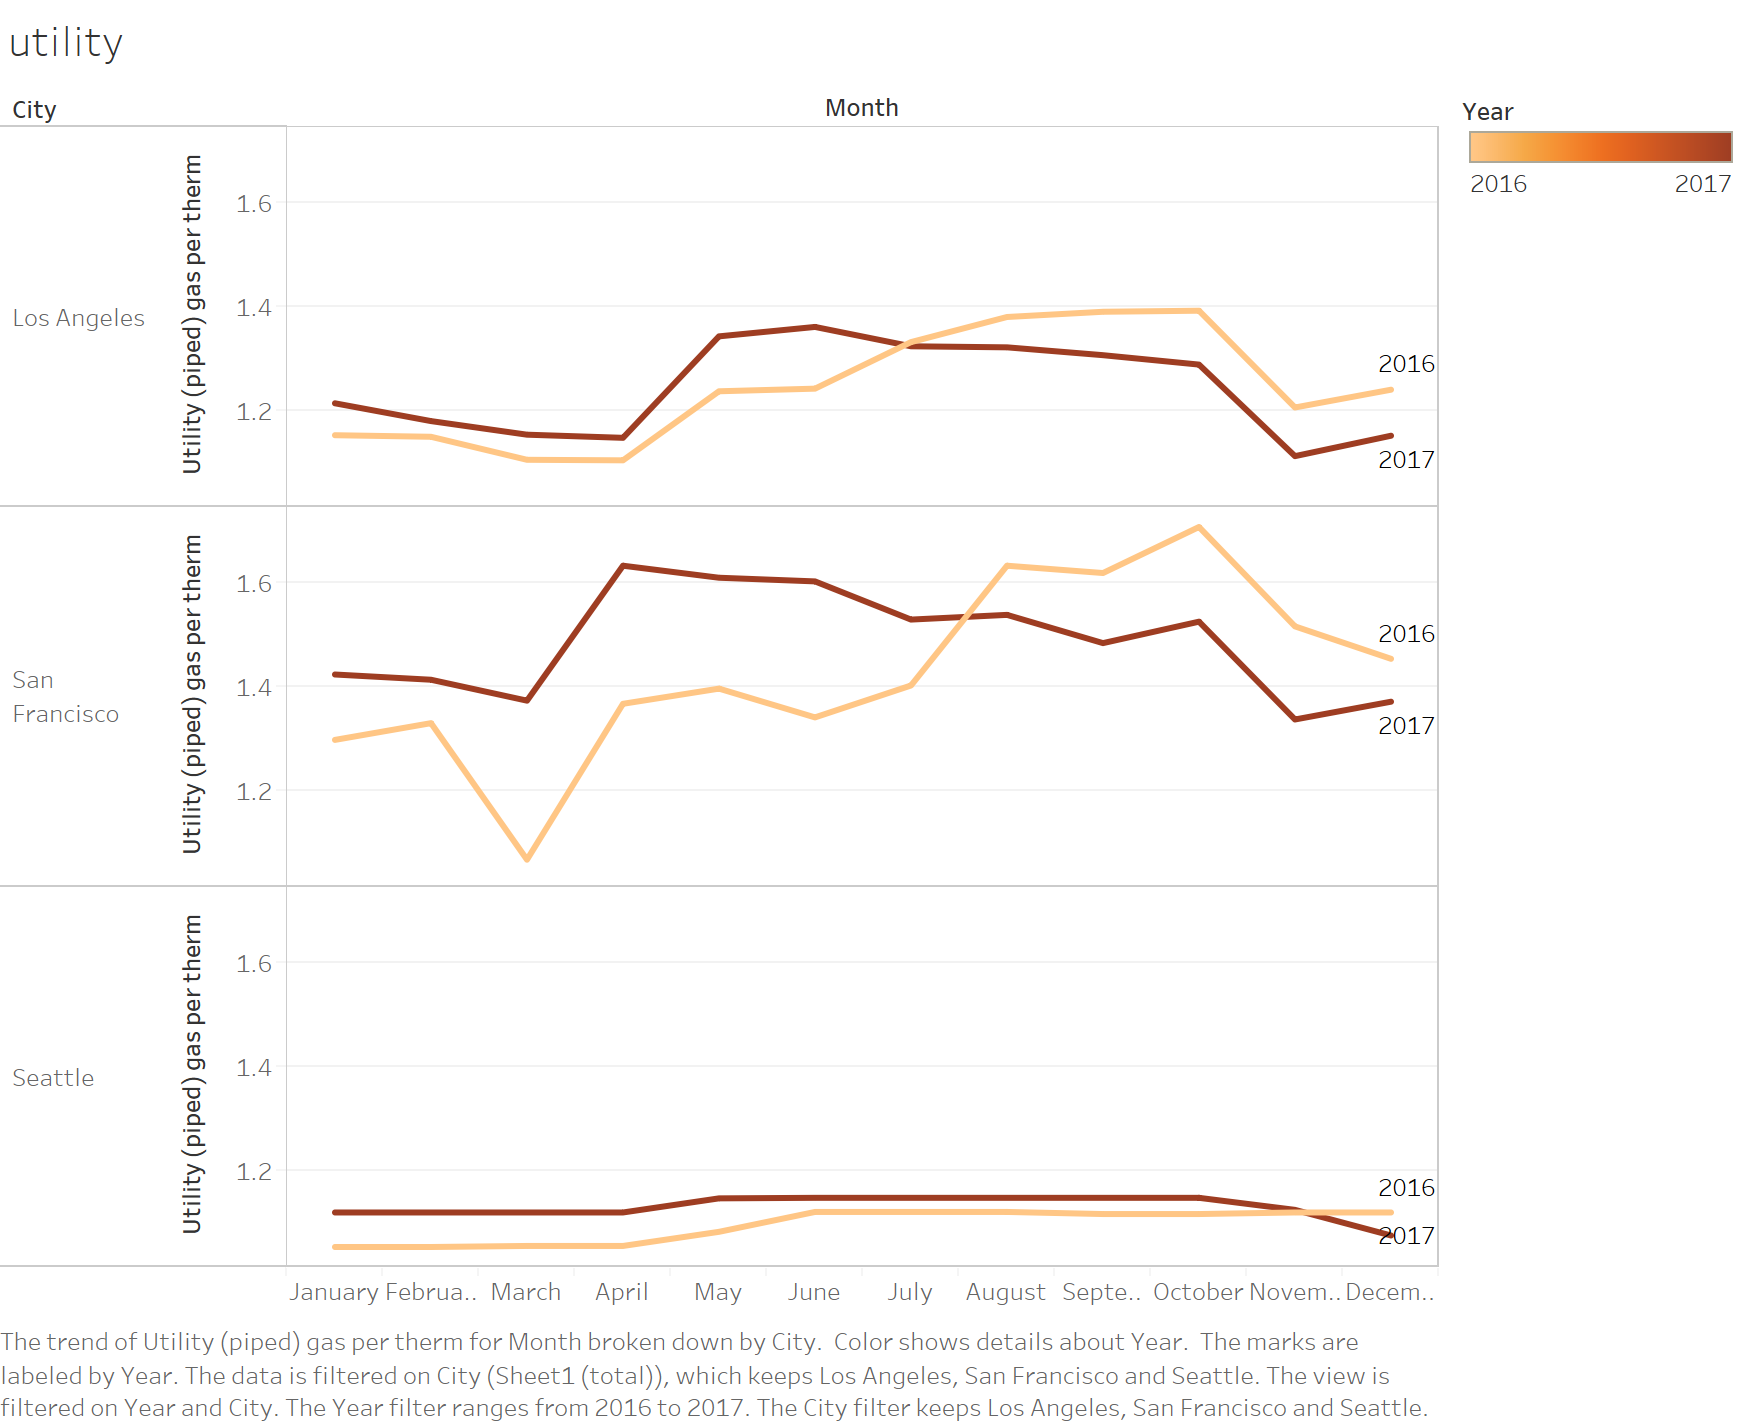 utility
City
Month
Year
2016
2017
Los Angeles
Utility (piped) gas per therm
1.6
1.4
1.2
2016
2017
San
Francisco
Utility (piped) gas per therm
1.6
1.4
1.2
2016
2017
Seattle
Utility (piped) gas per therm
1.6
1.4
1.2
2016
2017
January Februa.. March April May June July August Septe.. October Novem.. Decem..
The trend of Utility (piped) gas per therm for Month broken down by City.  Color shows details about Year.  The marks are
labeled by Year. The data is filtered on City (Sheet1 (total)), which keeps Los Angeles, San Francisco and Seattle. The view is
filtered on Year and City. The Year filter ranges from 2016 to 2017. The City filter keeps Los Angeles, San Francisco and Seattle.